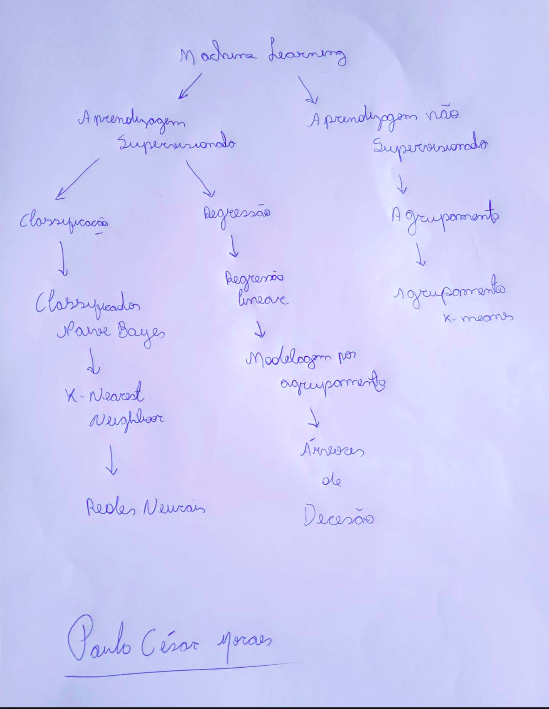 Machine Learning
Aprendizagem
Supervisionado
Aprendizagem não
Supervisionado
Classificação
Regressão
Agrupamento
Classificador
Naive Bayes
Regressão
linear
Agrupamento
K-means
K-Nearest
Neighbor
Modelagem por
agrupamento
Redes Neurais
Árvores
de
Decesão
Paulo César Moraes